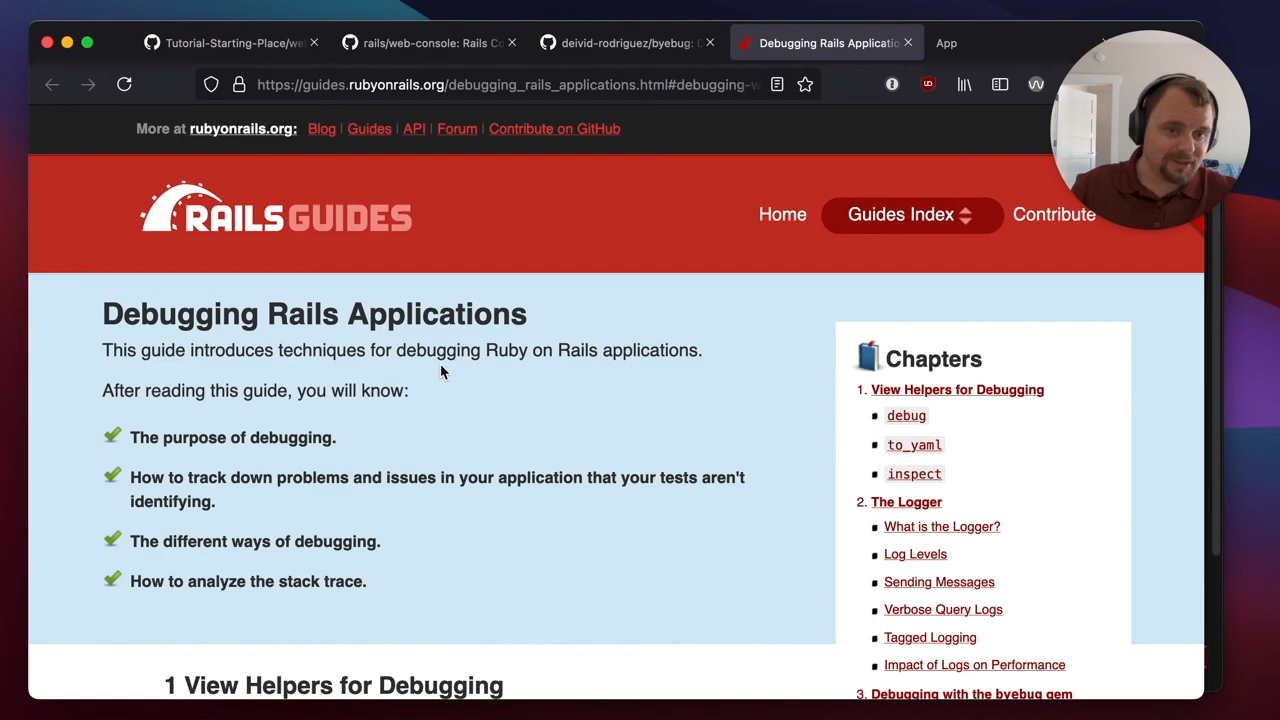 Tutorial-Starting-Place/we
rails/web-console: Rails Co
deivid-rodriguez/byebug: D
Debugging Rails Applicatio
App
https://guides.rubyonrails.org/debugging_rails_applications.html#debugging-w
More at rubyonrails.org: Blog | Guides | API | Forum | Contribute on GitHub
RAILSGUIDES
Home
Guides Index
Contribute
Debugging Rails Applications
This guide introduces techniques for debugging Ruby on Rails applications.
After reading this guide, you will know:
The purpose of debugging.
How to track down problems and issues in your application that your tests aren't
identifying.
The different ways of debugging.
How to analyze the stack trace.
1 View Helpers for Debugging
Chapters
1. View Helpers for Debugging
debug
to_yaml
inspect
2. The Logger
What is the Logger?
Log Levels
Sending Messages
Verbose Query Logs
Tagged Logging
Impact of Logs on Performance
3. Debugging with the byebug gem